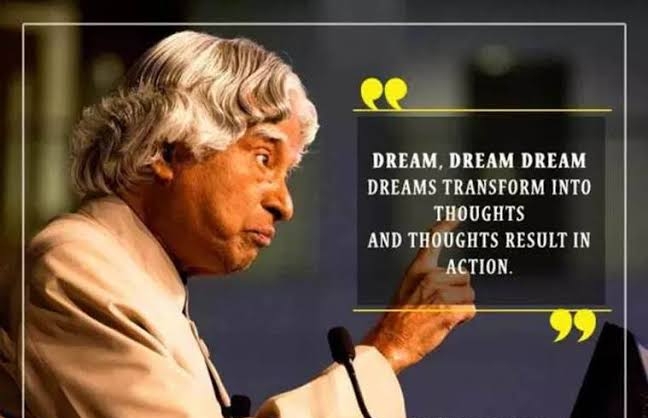 DREAM, DREAM DREAM
DREAMS TRANSFORM INTO
THOUGHTS
AND THOUGHTS RESULT IN
ACTION.